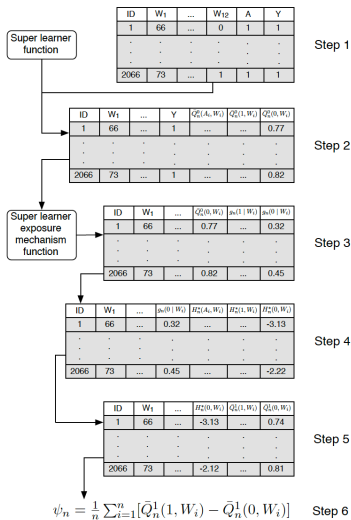 ID W₁ ... W₁₂ A Y
1 66 ... 0 1 1
. . . . . .
. . . . . .
. . . . . .
2066 73 ... 1 1 1
Super learner
function
Step 1
ID W₁ ... Y Q̄⁰ₙ(Aᵢ, Wᵢ) Q̄⁰ₙ(1, Wᵢ) Q̄⁰ₙ(0, Wᵢ)
1 66 ... 1 ... ... 0.77
. . . . . .
. . . . . .
. . . . . .
2066 73 ... 1 ... ... 0.82
Step 2
Super learner
exposure
mechanism
function
ID W₁ ... Q̄⁰ₙ(0, Wᵢ) gₙ(1 | Wᵢ) gₙ(0 | Wᵢ)
1 66 ... 0.77 ... 0.32
. . . . . .
. . . . . .
. . . . . .
2066 73 ... 0.82 ... 0.45
Step 3
ID W₁ ... gₙ(0 | Wᵢ) H*ₙ(Aᵢ, Wᵢ) H*ₙ(1, Wᵢ) H*ₙ(0, Wᵢ)
1 66 ... 0.32 ... ... -3.13
. . . . . .
. . . . . .
. . . . . .
2066 73 ... 0.45 ... ... -2.22
Step 4
ID W₁ ... H*ₙ(0, Wᵢ) Q̄¹ₙ(1, Wᵢ) Q̄¹ₙ(0, Wᵢ)
1 66 ... -3.13 ... 0.74
. . . . . .
. . . . . .
. . . . . .
2066 73 ... -2.12 ... 0.81
Step 5
ψₙ = 1/n ∑ⁿᵢ₌₁[Q̄¹ₙ(1, Wᵢ) − Q̄¹ₙ(0, Wᵢ)] Step 6